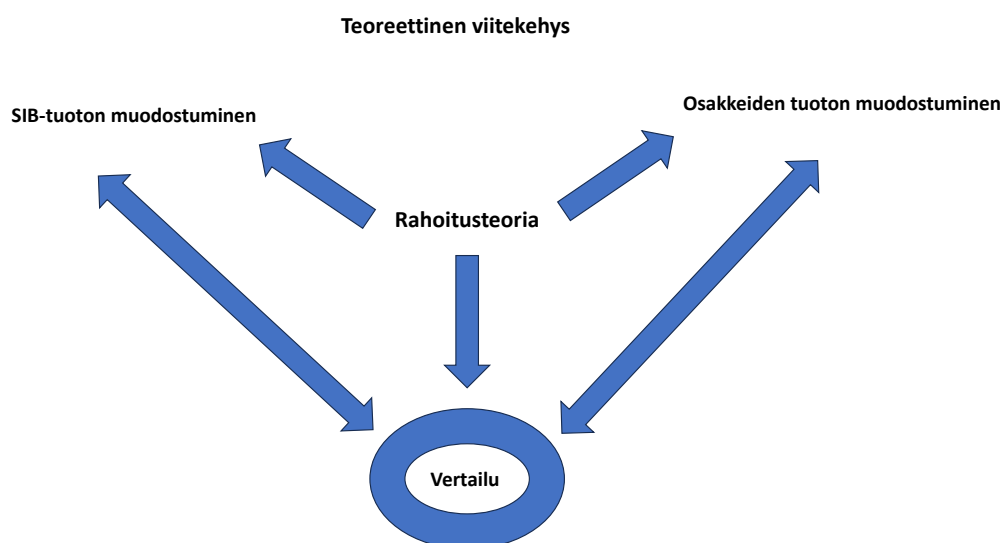 Teoreettinen viitekehys
SIB-tuoton muodostuminen
Osakkeiden tuoton muodostuminen
Rahoitusteoria
Vertailu